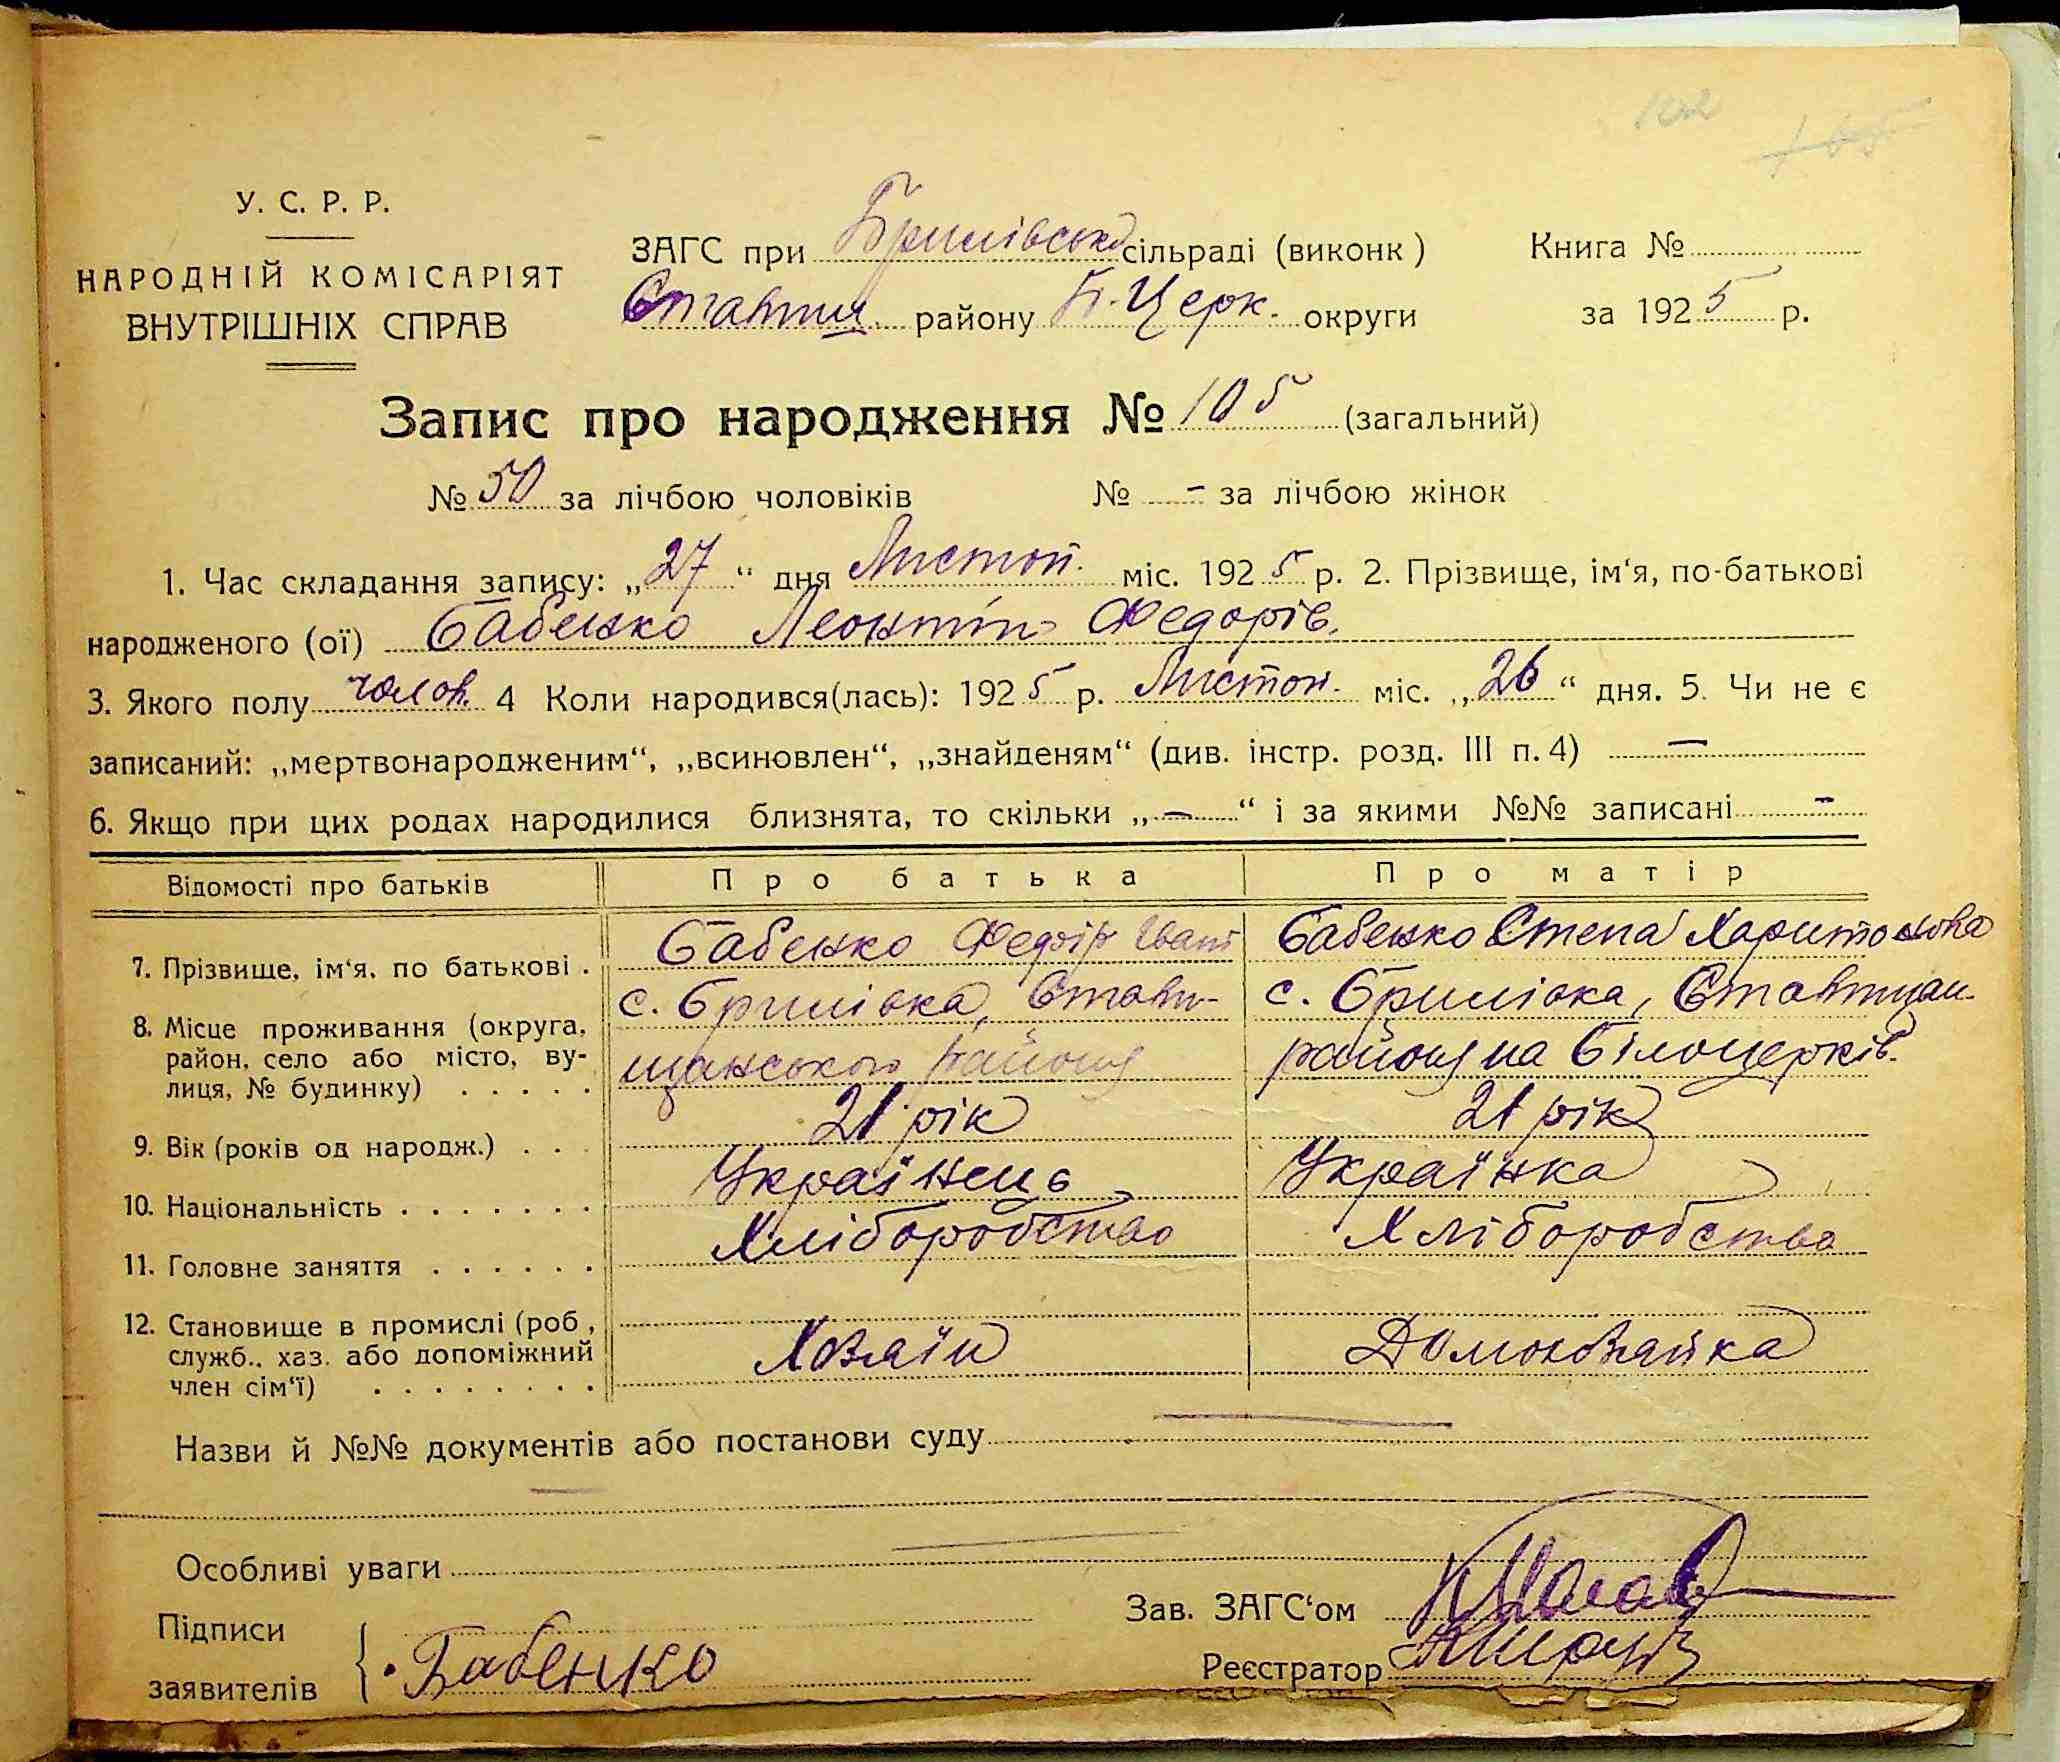 102
У. С. Р. Р.
НАРОДНІЙ КОМІСАРІЯТ
ВНУТРІШНІХ СПРАВ
ЗАГС при Брилівськ. сільраді (виконк)
Ставищ. району Б. Церк. округи
Книга №
за 1925 р.
Запис про народження № 105 (загальний)
№ 50 за лічбою чоловіків № - за лічбою жінок
1. Час складання запису: „27“ дня Листоп. міс. 1925 р. 2. Прізвище, ім‘я, по-батькові
народженого (ої) Бабенко Леонтій Федорів.
3. Якого полу чолов. 4 Коли народився(лась): 1925 р. Листоп. міс. „26“ дня. 5. Чи не є
записаний: „мертвонародженим“, „всиновлен“, „знайденям“ (див. інстр. розд. III п. 4) —
6. Якщо при цих родах народилися близнята, то скільки „—“ і за якими №№ записані -
Відомості про батьків Про батька Про матір
7. Прізвище, ім‘я, по батькові . Бабенко Федір Іван Бабенко Степа Харитонова
8. Місце проживання (округа, район, село або місто, вулиця, № будинку) . . . . .
с. Брилівка, Стави-
щанського району
с. Брилівка, Ставищан.
району на Білоцерків.
9. Вік (років од народж.) . . . 21 рік 21 рік
10. Національність . . . . . . . Українець Українка
11. Головне заняття . . . . . . Хліборобство Хліборобство
12. Становище в промислі (роб, служб., хаз. або допоміжний член сім‘ї) . . . . . . . . Хозяїн Домохозяйка
Назви й №№ документів або постанови суду
Особливі уваги
Підписи
заявителів
Бабенко
Зав. ЗАГС‘ом
Реєстратор